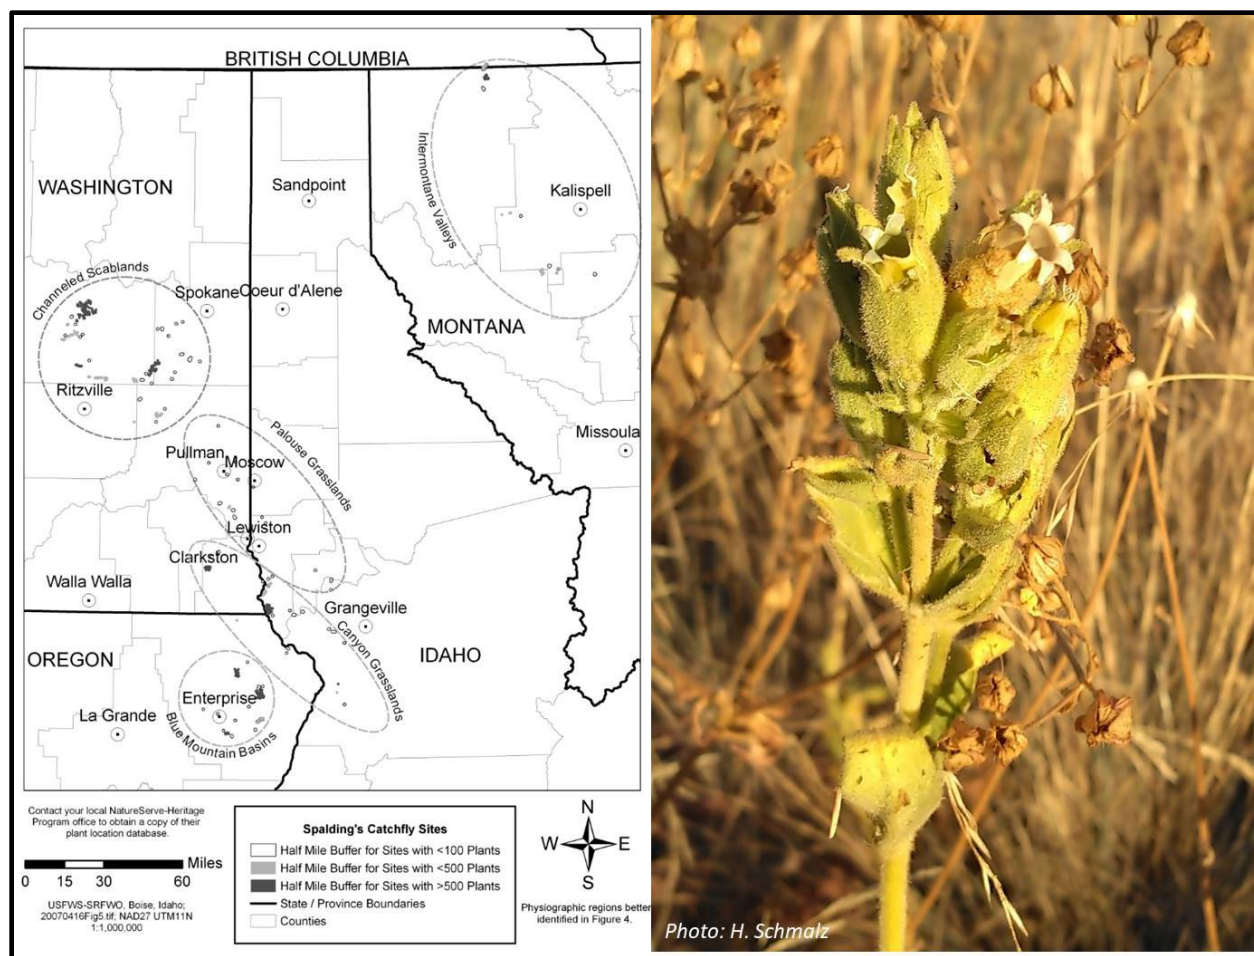 BRITISH COLUMBIA
WASHINGTON
Sandpoint
Intermontane Valleys
Kalispell
Channeled Scablands
Spokane
Coeur d'Alene
MONTANA
Ritzville
Missoula
Pullman
Moscow
Palouse Grasslands
Lewiston
Clarkston
Walla Walla
Grangeville
Canyon Grasslands
OREGON
IDAHO
Enterprise
La Grande
Blue Mountain Basins
Contact your local NatureServe-Heritage
Program office to obtain a copy of their
plant location database.
Miles
0 15 30 60
USFWS-SRFWO, Boise, Idaho;
20070416Fig5.tif; NAD27 UTM11N
1:1,000,000
Spalding's Catchfly Sites
Half Mile Buffer for Sites with <100 Plants
Half Mile Buffer for Sites with <500 Plants
Half Mile Buffer for Sites with >500 Plants
State / Province Boundaries
Counties
N
W E
S
Physiographic regions better
identified in Figure 4.
Photo: H. Schmalz